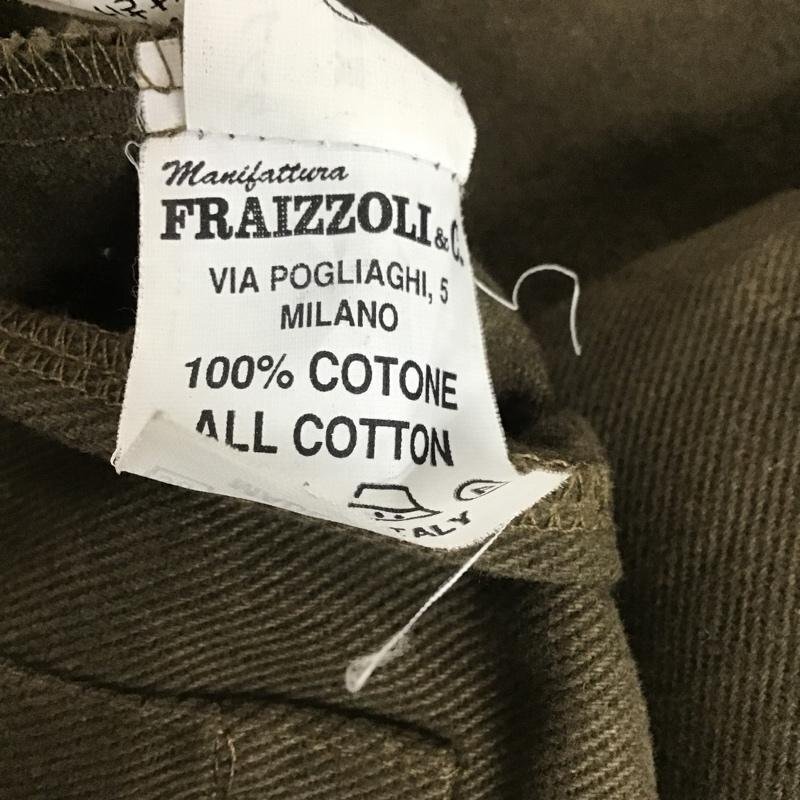 Manifattura
FRAIZZOLI & C.
VIA POGLIAGHI, 5
MILANO
100% COTONE
ALL COTTON